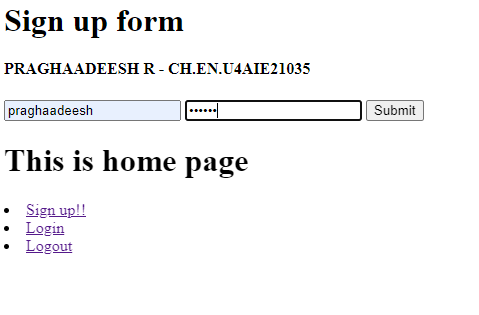 Sign up form
PRAGHAADEESH R - CH.EN.U4AIE21035
praghaadeesh •••••• Submit
This is home page
• Sign up!!
• Login
• Logout